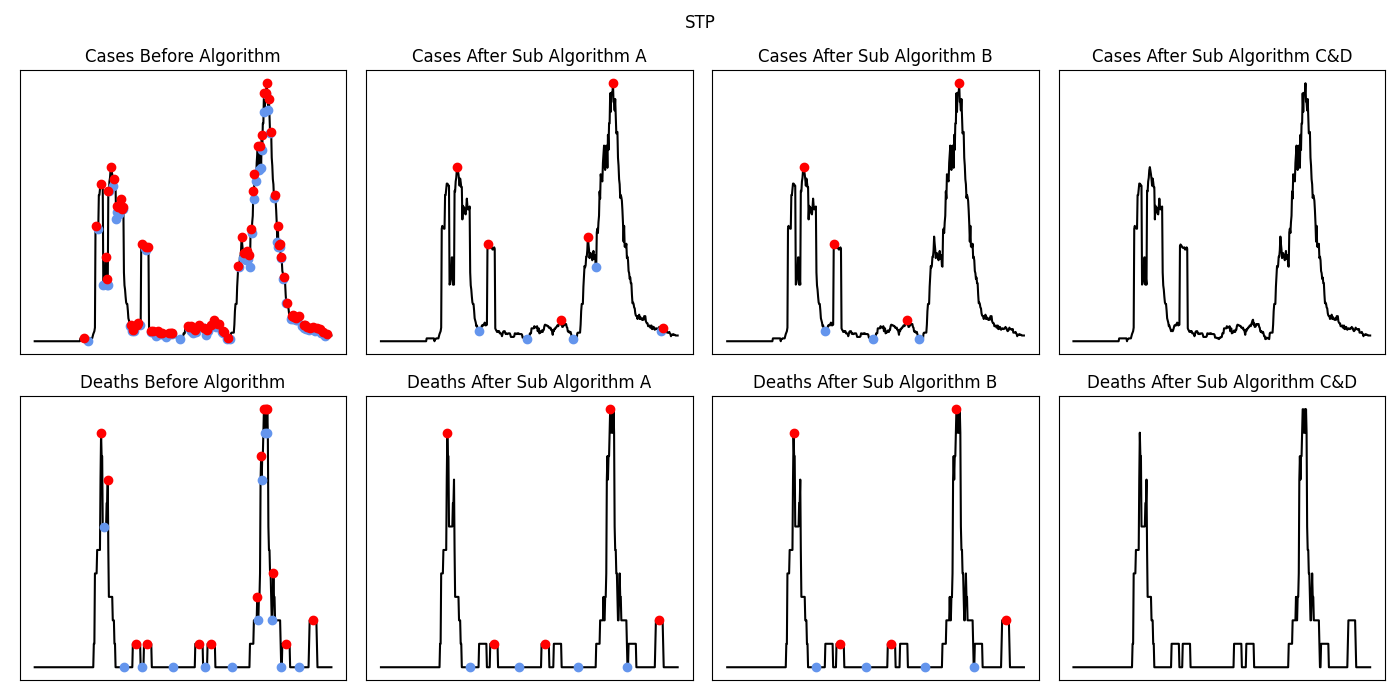 STP
Cases Before Algorithm
Cases After Sub Algorithm A
Cases After Sub Algorithm B
Cases After Sub Algorithm C&D
Deaths Before Algorithm
Deaths After Sub Algorithm A
Deaths After Sub Algorithm B
Deaths After Sub Algorithm C&D